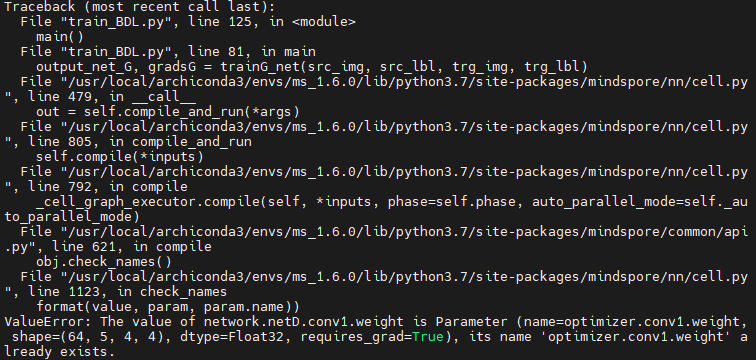 Traceback (most recent call last):
  File "train_BDL.py", line 125, in <module>
    main()
  File "train_BDL.py", line 81, in main
    output_net_G, gradsG = trainG_net(src_img, src_lbl, trg_img, trg_lbl)
  File "/usr/local/archiconda3/envs/ms_1.6.0/lib/python3.7/site-packages/mindspore/nn/cell.py
", line 479, in __call__
    out = self.compile_and_run(*args)
  File "/usr/local/archiconda3/envs/ms_1.6.0/lib/python3.7/site-packages/mindspore/nn/cell.py
", line 805, in compile_and_run
    self.compile(*inputs)
  File "/usr/local/archiconda3/envs/ms_1.6.0/lib/python3.7/site-packages/mindspore/nn/cell.py
", line 792, in compile
    _cell_graph_executor.compile(self, *inputs, phase=self.phase, auto_parallel_mode=self._au
to_parallel_mode)
  File "/usr/local/archiconda3/envs/ms_1.6.0/lib/python3.7/site-packages/mindspore/common/api
.py", line 621, in compile
    obj.check_names()
  File "/usr/local/archiconda3/envs/ms_1.6.0/lib/python3.7/site-packages/mindspore/nn/cell.py
", line 1123, in check_names
    format(value, param, param.name))
ValueError: The value of network.netD.conv1.weight is Parameter (name=optimizer.conv1.weight,
 shape=(64, 5, 4, 4), dtype=Float32, requires_grad=True), its name 'optimizer.conv1.weight' a
lready exists.